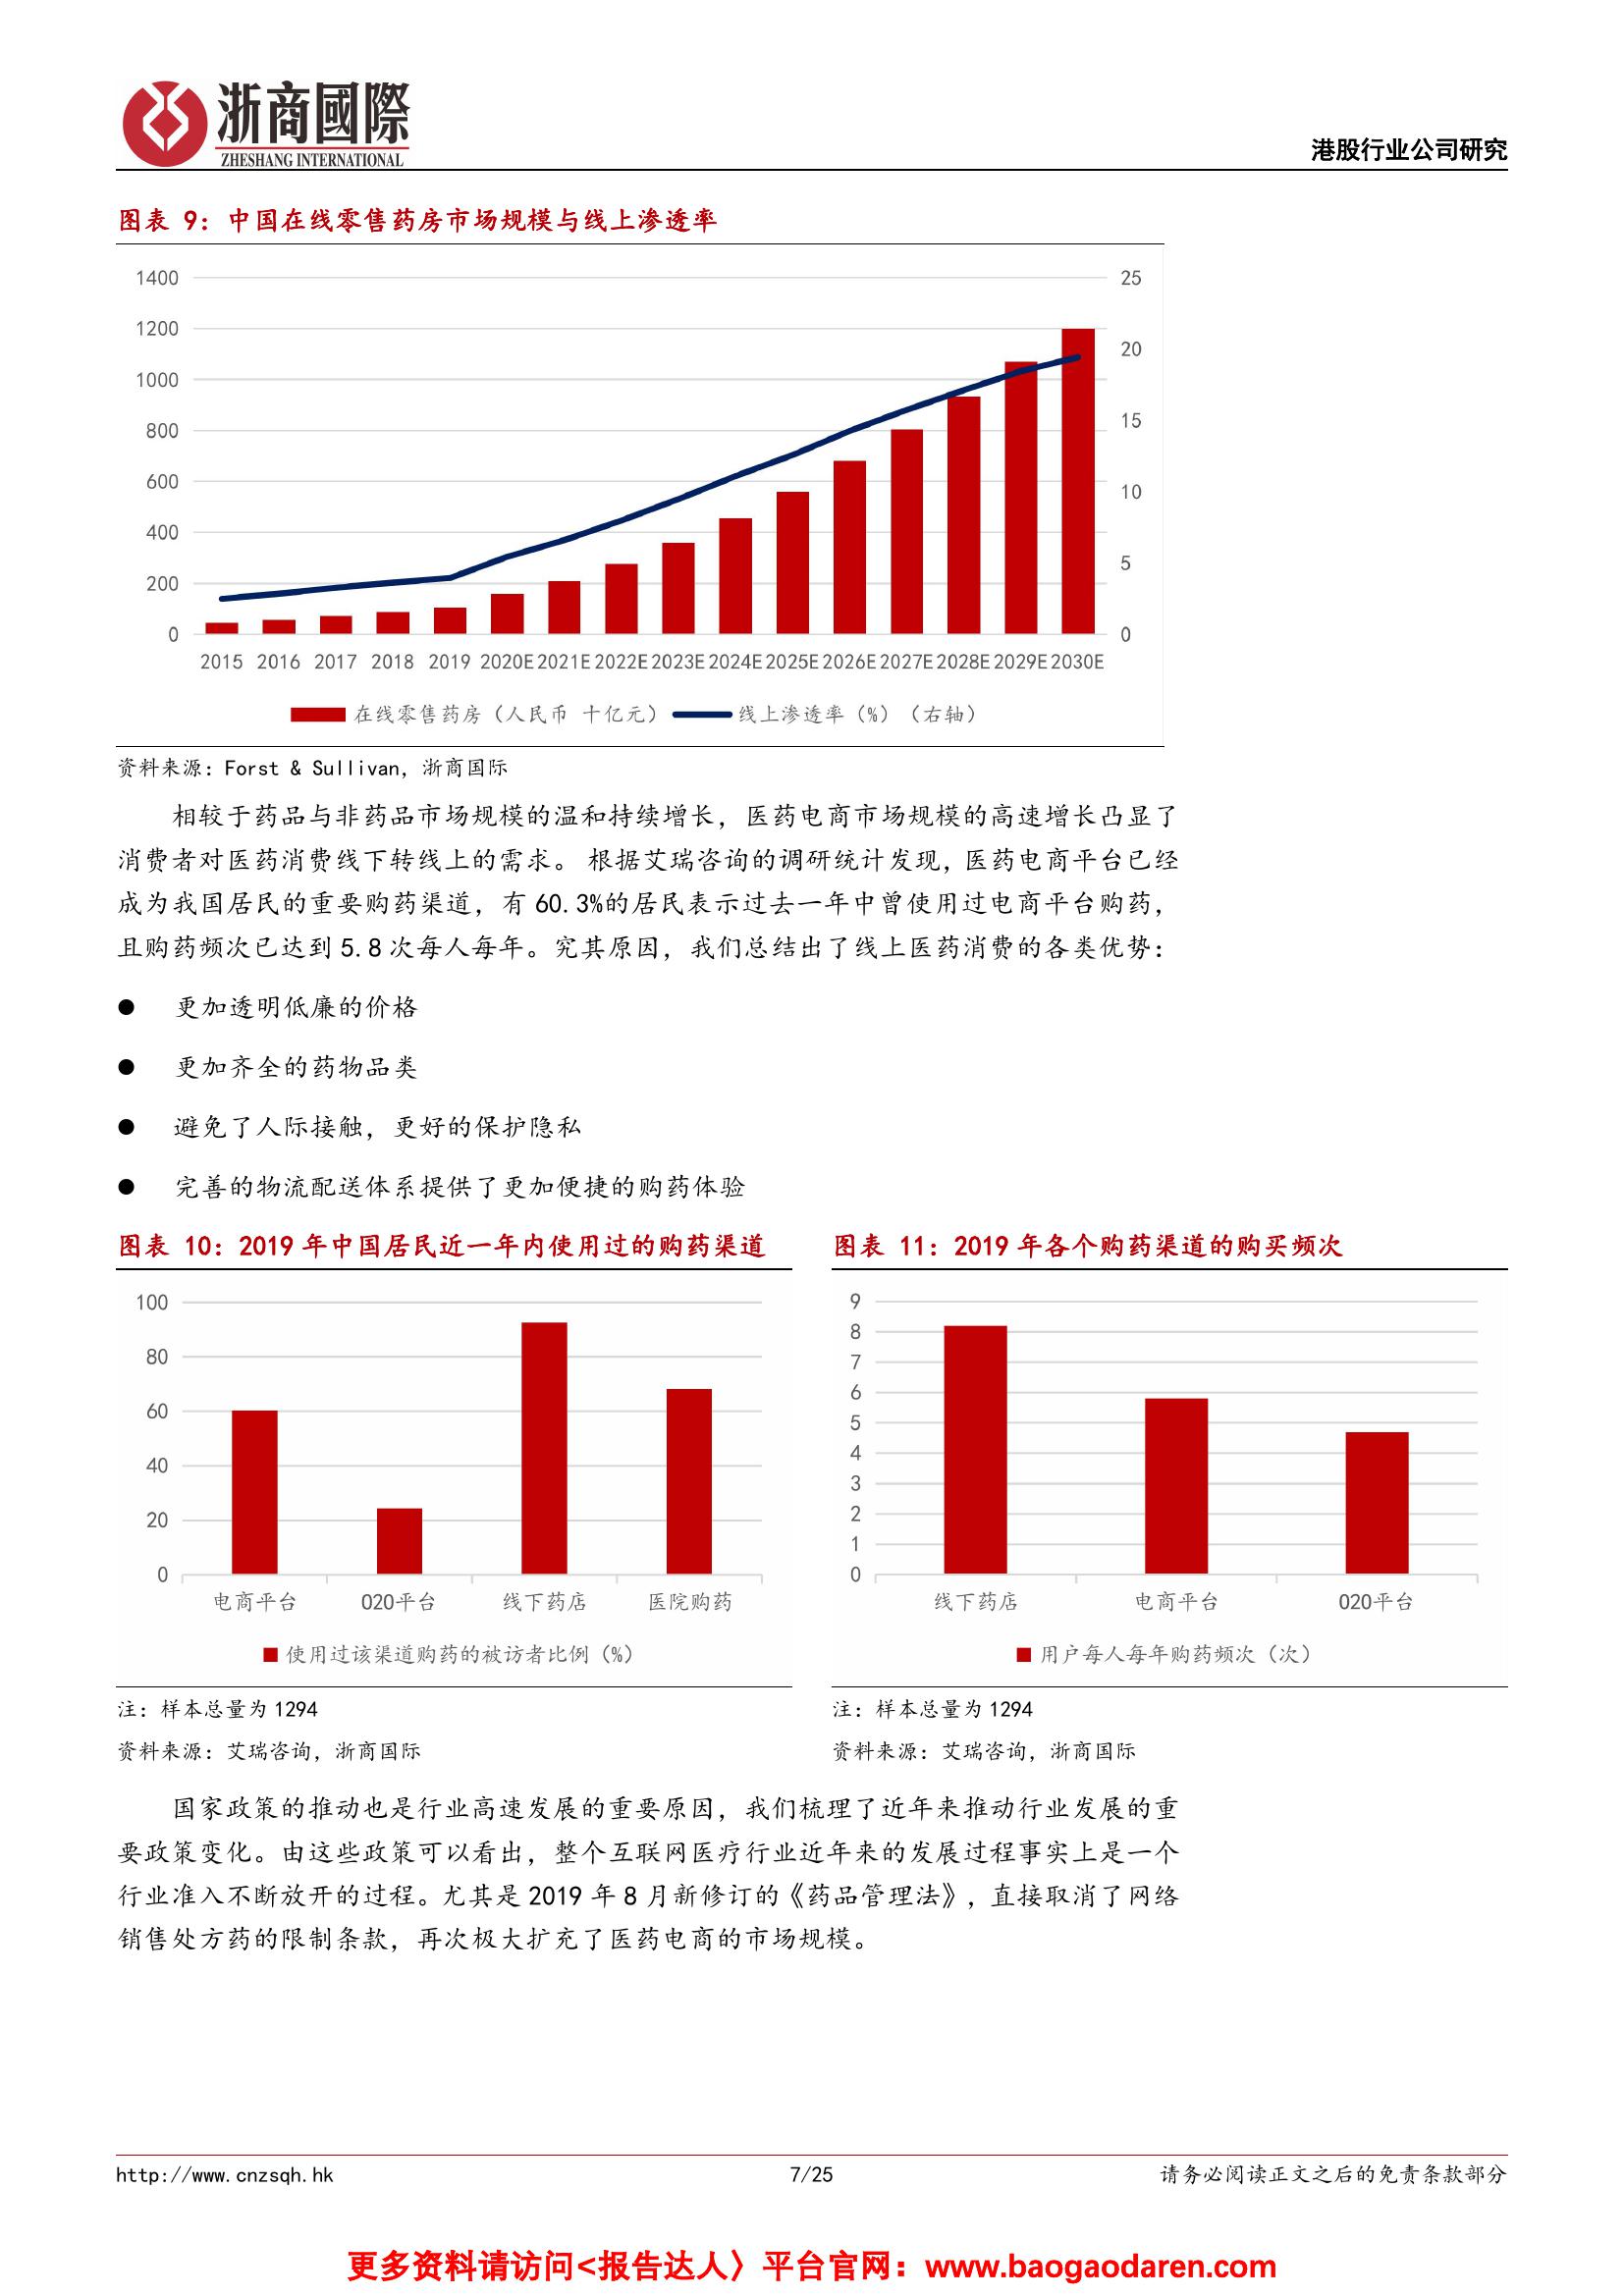 浙商國際
ZHESHANG INTERNATIONAL
港股行业公司研究
图表 9：中国在线零售药房市场规模与线上渗透率
1400
1200
1000
800
600
400
200
0
25
20
15
10
5
0
2015 2016 2017 2018 2019 2020E 2021E 2022E 2023E 2024E 2025E 2026E 2027E 2028E 2029E 2030E
在线零售药房（人民币 十亿元） 线上渗透率（%）（右轴）
资料来源：Forst & Sullivan，浙商国际
相较于药品与非药品市场规模的温和持续增长，医药电商市场规模的高速增长凸显了
消费者对医药消费线下转线上的需求。 根据艾瑞咨询的调研统计发现，医药电商平台已经
成为我国居民的重要购药渠道，有 60.3%的居民表示过去一年中曾使用过电商平台购药，
且购药频次已达到 5.8 次每人每年。究其原因，我们总结出了线上医药消费的各类优势：
● 更加透明低廉的价格
● 更加齐全的药物品类
● 避免了人际接触，更好的保护隐私
● 完善的物流配送体系提供了更加便捷的购药体验
图表 10：2019 年中国居民近一年内使用过的购药渠道
100
80
60
40
20
0
电商平台 O2O平台 线下药店 医院购药
使用过该渠道购药的被访者比例（%）
注：样本总量为 1294
资料来源：艾瑞咨询，浙商国际
图表 11：2019 年各个购药渠道的购买频次
9
8
7
6
5
4
3
2
1
0
线下药店 电商平台 O2O平台
用户每人每年购药频次（次）
注：样本总量为 1294
资料来源：艾瑞咨询，浙商国际
国家政策的推动也是行业高速发展的重要原因，我们梳理了近年来推动行业发展的重
要政策变化。由这些政策可以看出，整个互联网医疗行业近年来的发展过程事实上是一个
行业准入不断放开的过程。尤其是 2019 年 8 月新修订的《药品管理法》，直接取消了网络
销售处方药的限制条款，再次极大扩充了医药电商的市场规模。
http://www.cnzsqh.hk 7/25 请务必阅读正文之后的免责条款部分
更多资料请访问<报告达人〉平台官网：www.baogaodaren.com